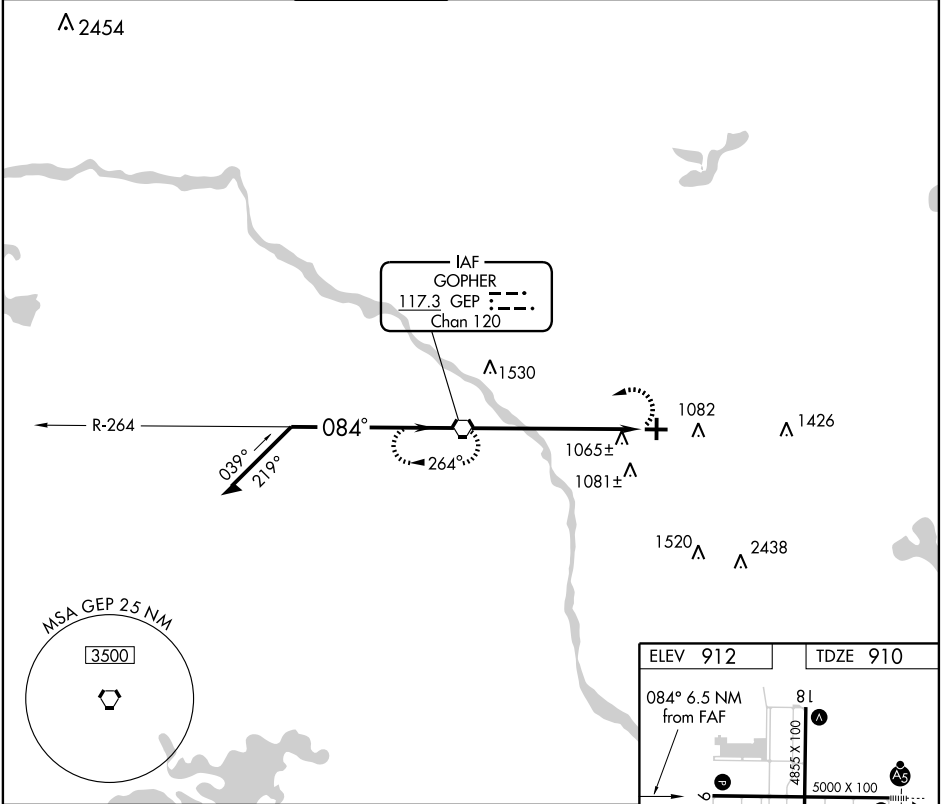 2454
IAF
GOPHER
117.3 GEP
Chan 120
1530
R-264
084°
1082
1426
1065±
264°
039°
219°
1081±
1520
2438
MSA GEP 25 NM
3500
ELEV 912
TDZE 910
084° 6.5 NM
from FAF
18
V
4855 X 100
A5
P
5000 X 100
9